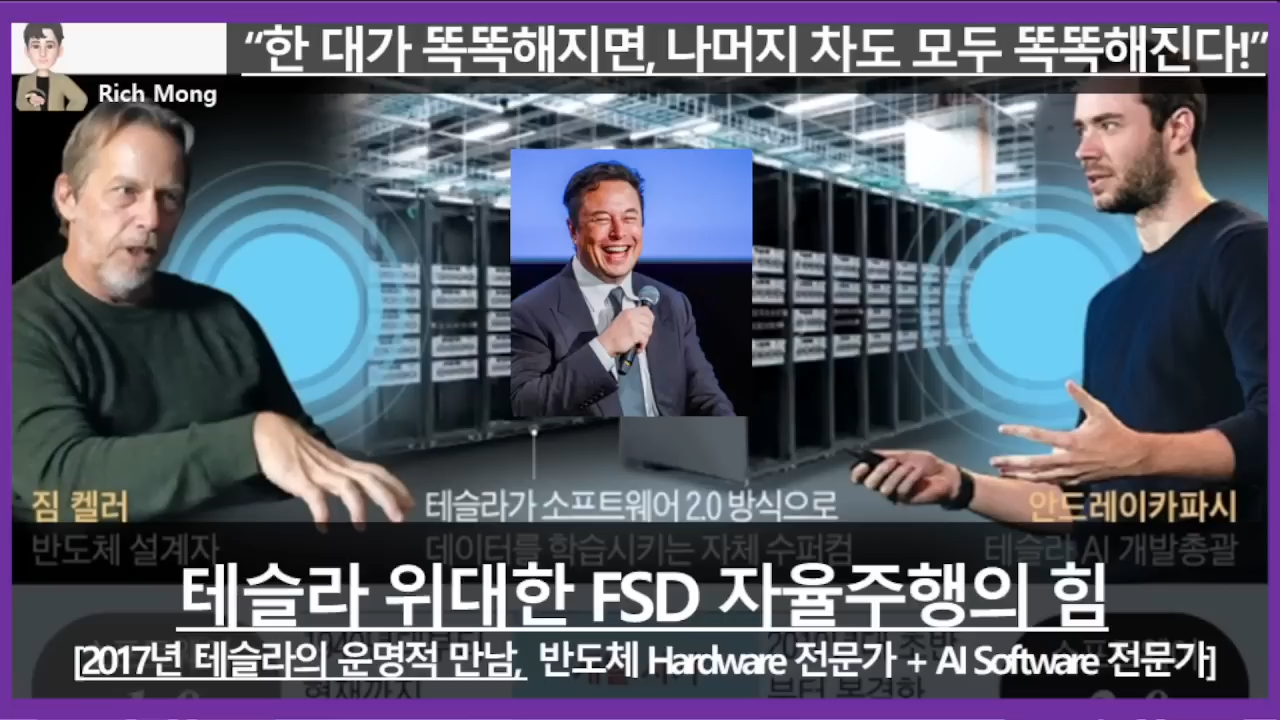 “한 대가 똑똑해지면, 나머지 차도 모두 똑똑해진다!”
Rich Mong
짐 켈러
반도체 설계자
테슬라가 소프트웨어 2.0 방식으로
데이터를 학습시키는 자체 수퍼컴
안드레이카파시
테슬라 AI 개발총괄
테슬라 위대한 FSD 자율주행의 힘
[2017년 테슬라의 운명적 만남, 반도체 Hardware 전문가 + AI Software 전문가]
현재까지